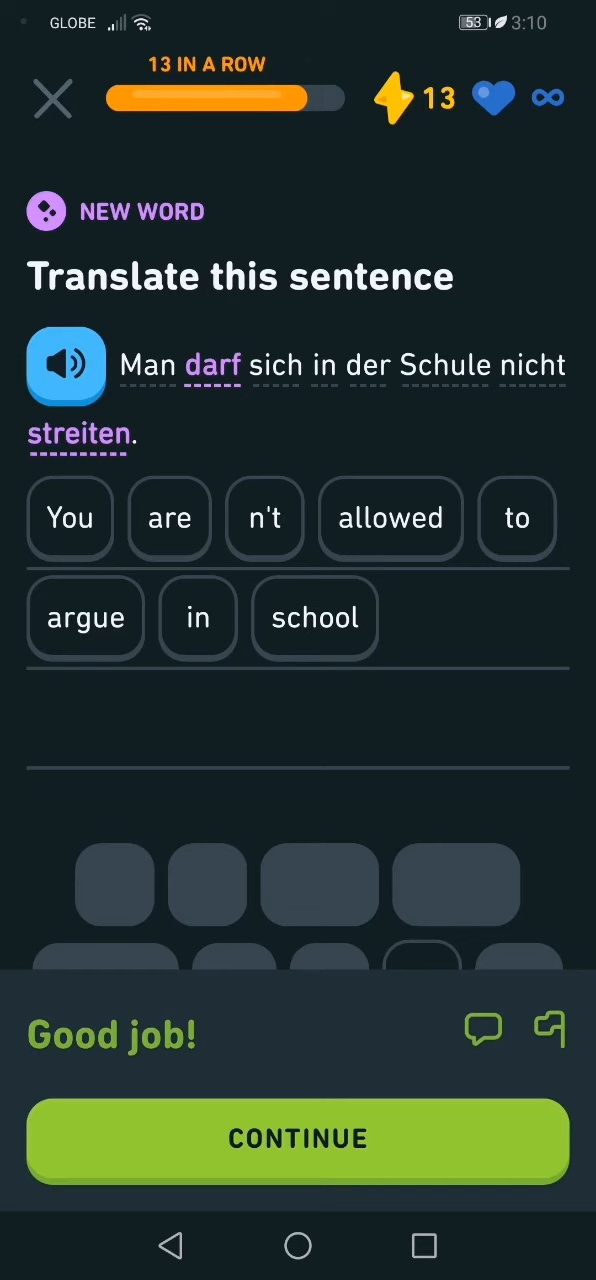 GLOBE 53 3:10
13 IN A ROW
13
NEW WORD
Translate this sentence
Man darf sich in der Schule nicht
streiten.
You are n't allowed to
argue in school
Good job!
CONTINUE